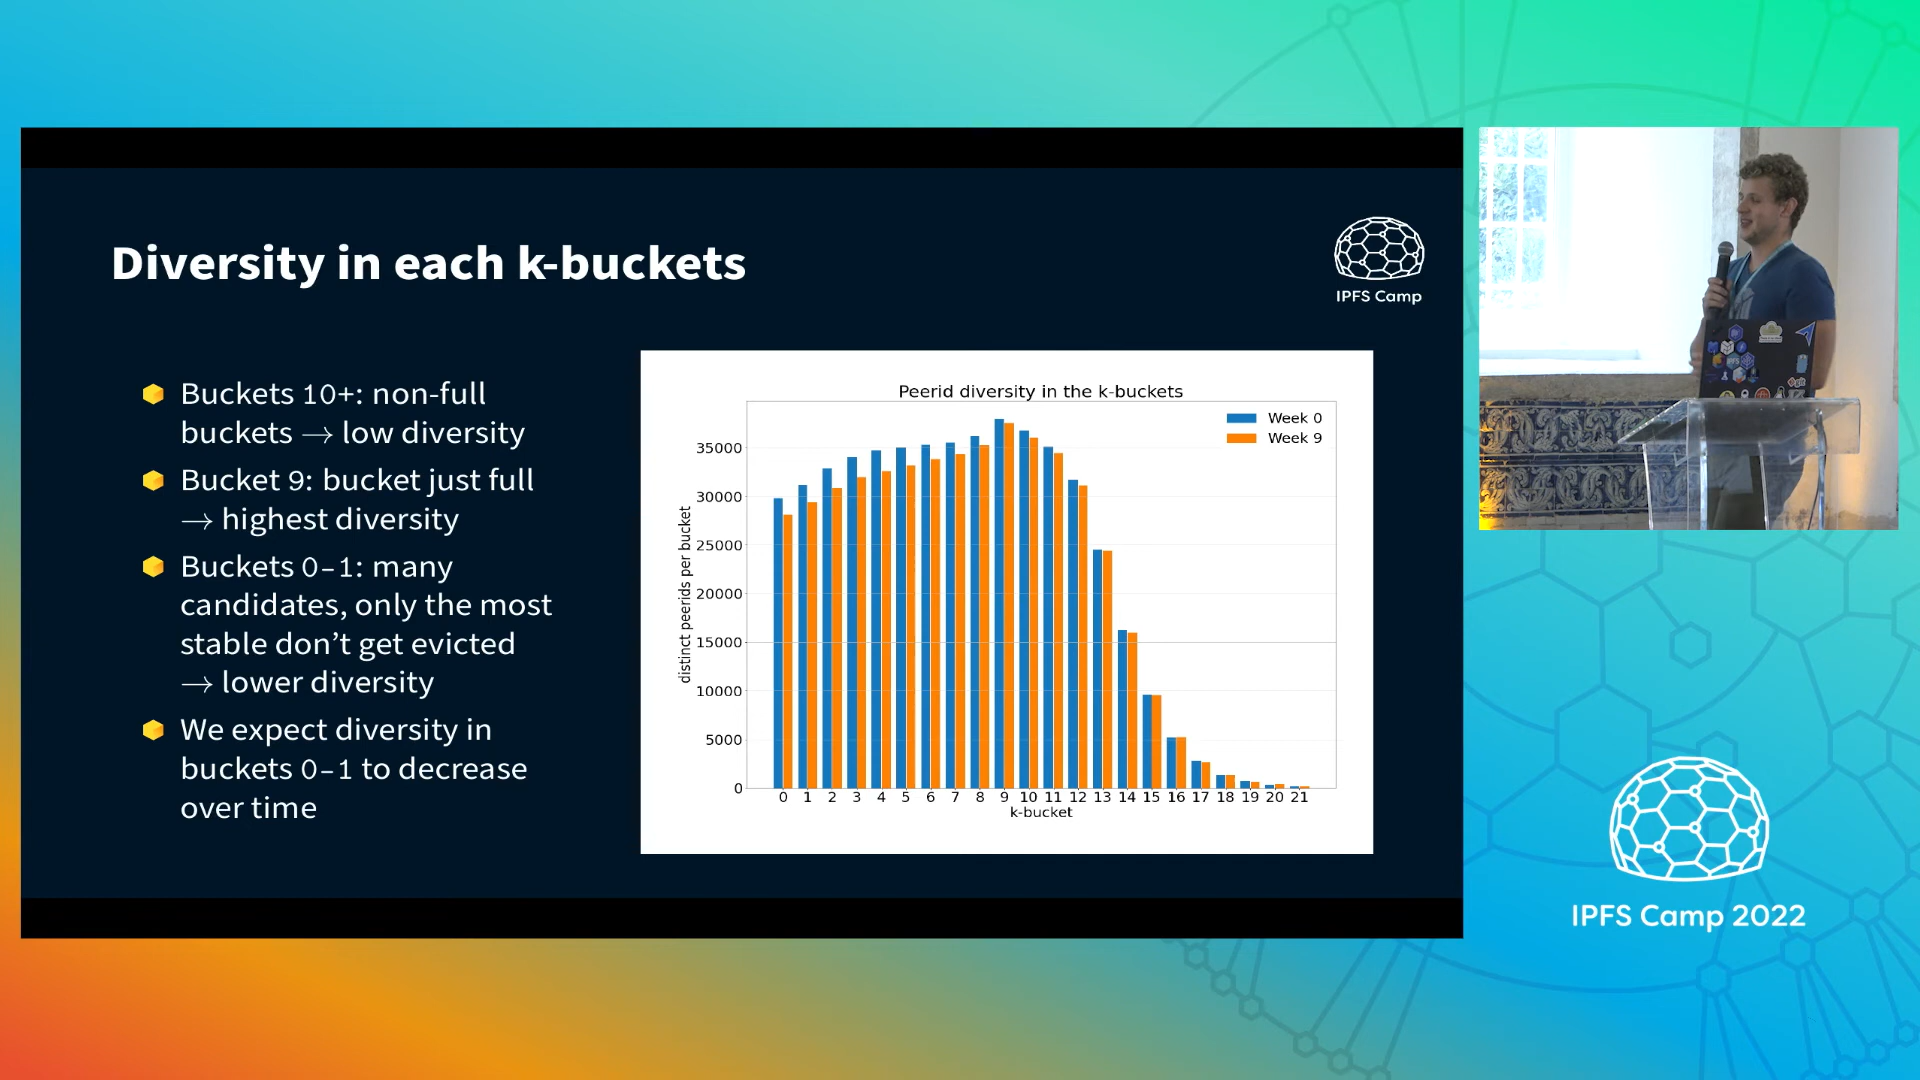 Diversity in each k-buckets
IPFS Camp
Buckets 10+: non-full
buckets → low diversity
Bucket 9: bucket just full
→ highest diversity
Buckets 0–1: many
candidates, only the most
stable don’t get evicted
→ lower diversity
We expect diversity in
buckets 0–1 to decrease
over time
Peerid diversity in the k-buckets
Week 0
Week 9
distinct peerids per bucket
35000
30000
25000
20000
15000
10000
5000
0
0 1 2 3 4 5 6 7 8 9 10 11 12 13 14 15 16 17 18 19 20 21
k-bucket
git
IPFS Camp 2022